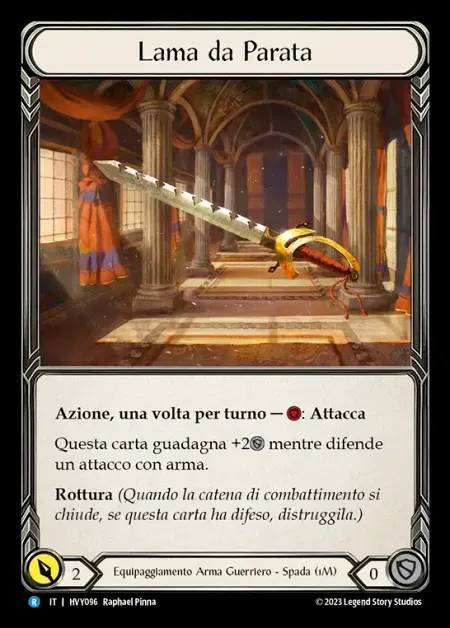 Lama da Parata
Azione, una volta per turno — : Attacca
Questa carta guadagna +2 mentre difende
un attacco con arma.
Rottura (Quando la catena di combattimento si
chiude, se questa carta ha difeso, distruggila.)
2
Equipaggiamento Arma Guerriero - Spada (1M)
0
R IT | HVY096 Raphael Pinna
© 2023 Legend Story Studios